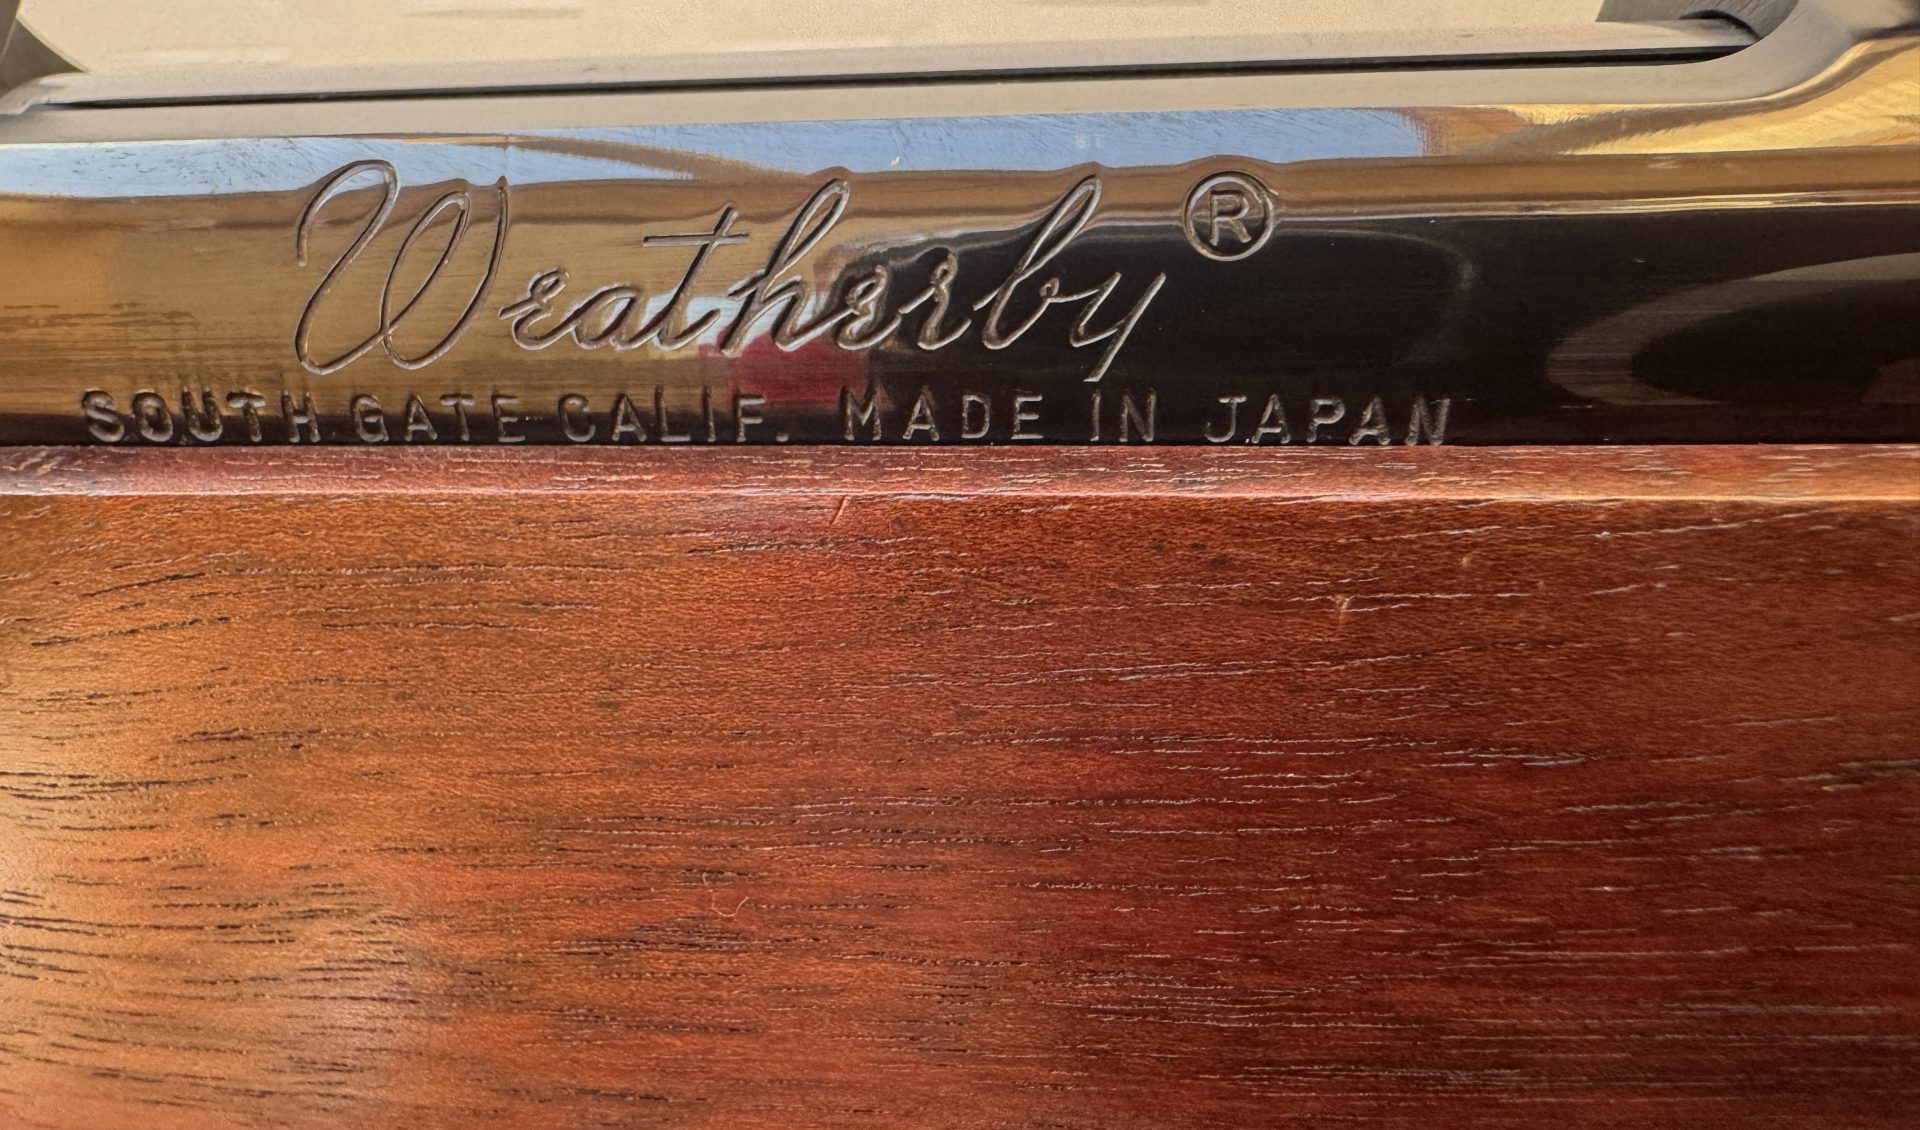 Weatherby®
SOUTH GATE CALIF. MADE IN JAPAN